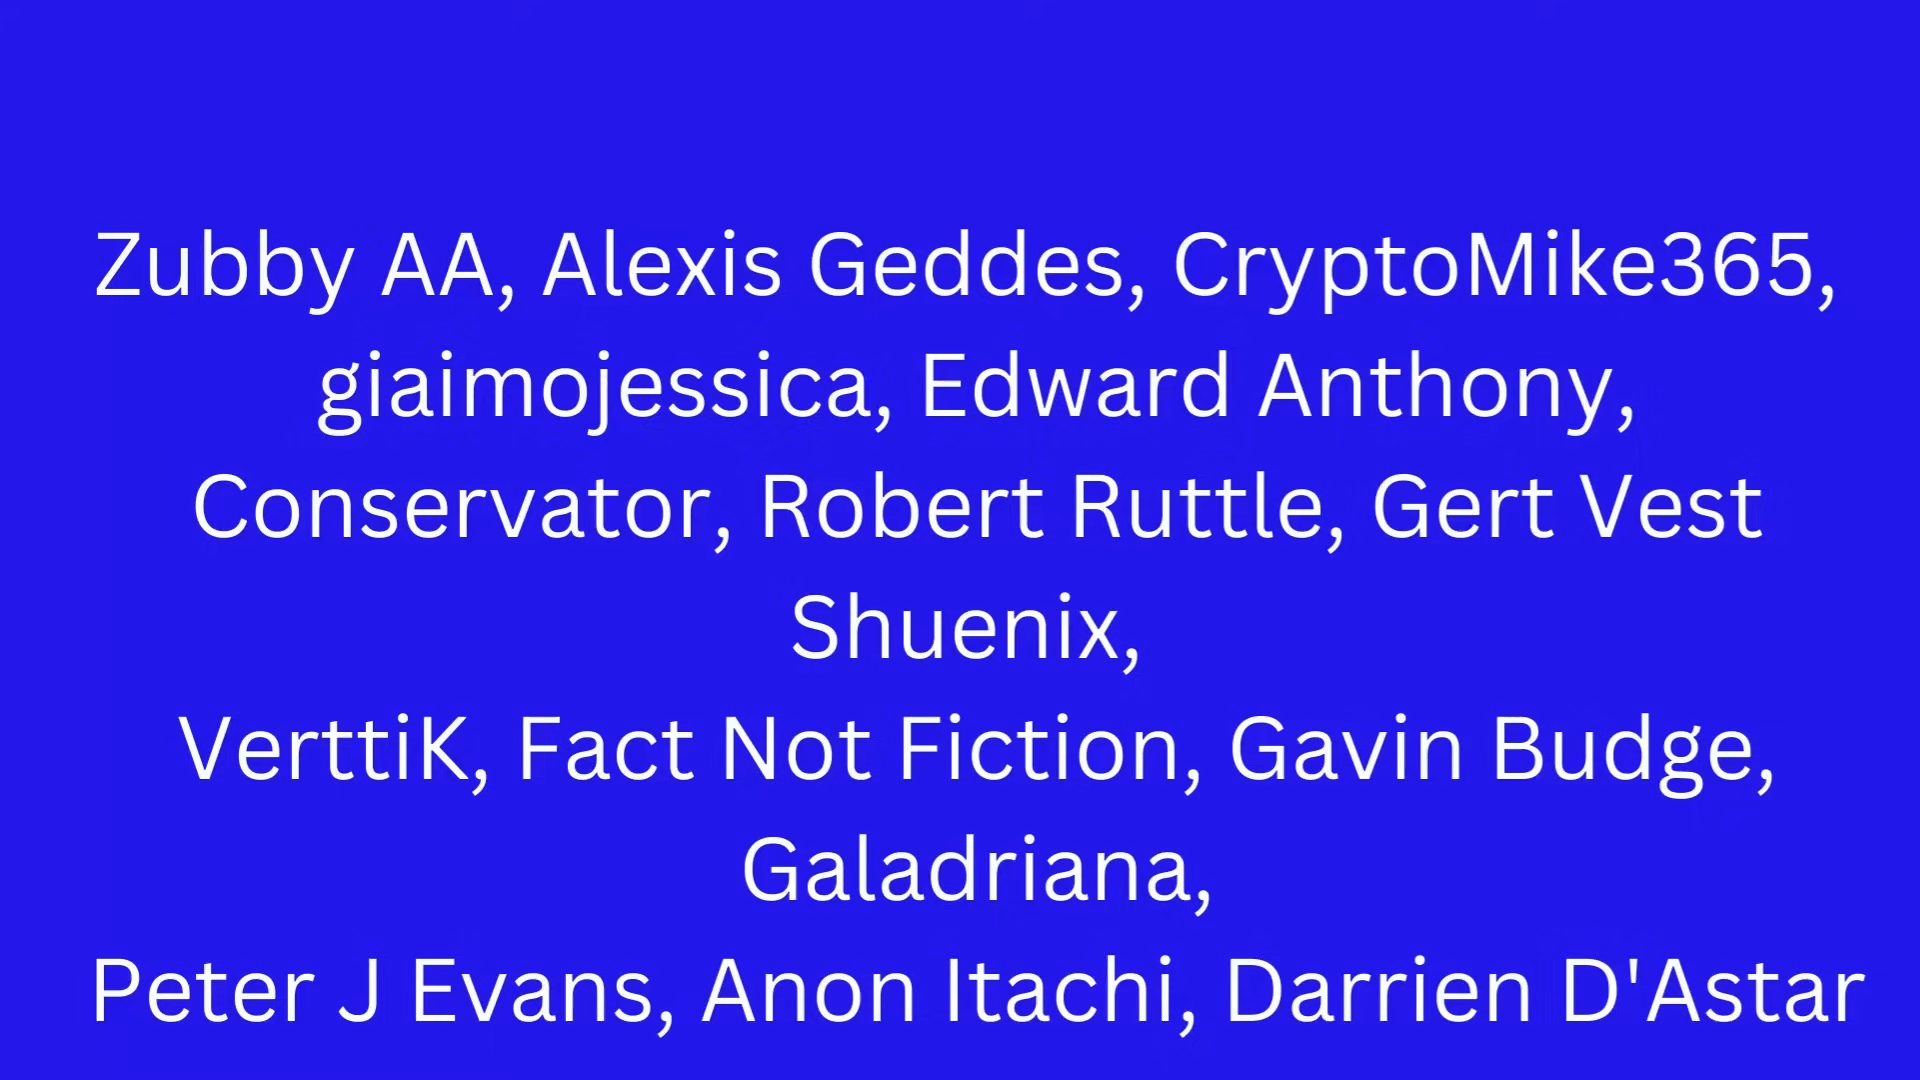 Zubby AA, Alexis Geddes, CryptoMike365,
giaimojessica, Edward Anthony,
Conservator, Robert Ruttle, Gert Vest
Shuenix,
VerttiK, Fact Not Fiction, Gavin Budge,
Galadriana,
Peter J Evans, Anon Itachi, Darrien D'Astar